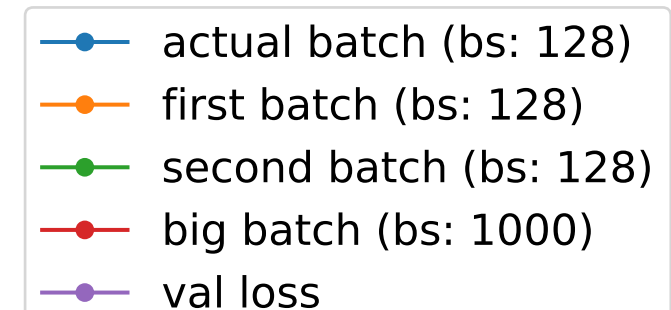 actual batch (bs: 128)
first batch (bs: 128)
second batch (bs: 128)
big batch (bs: 1000)
val loss